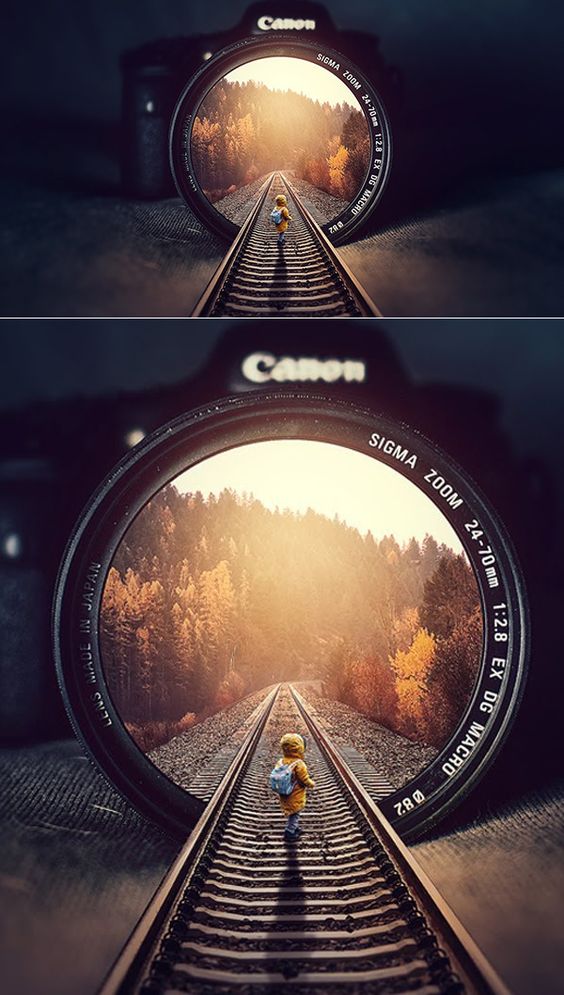 Canon
SIGMA ZOOM 24-70mm 1:2.8 EX DG MACRO Ø82
Canon
SIGMA ZOOM 24-70mm 1:2.8 EX DG MACRO Ø82
LENS MADE IN JAPAN